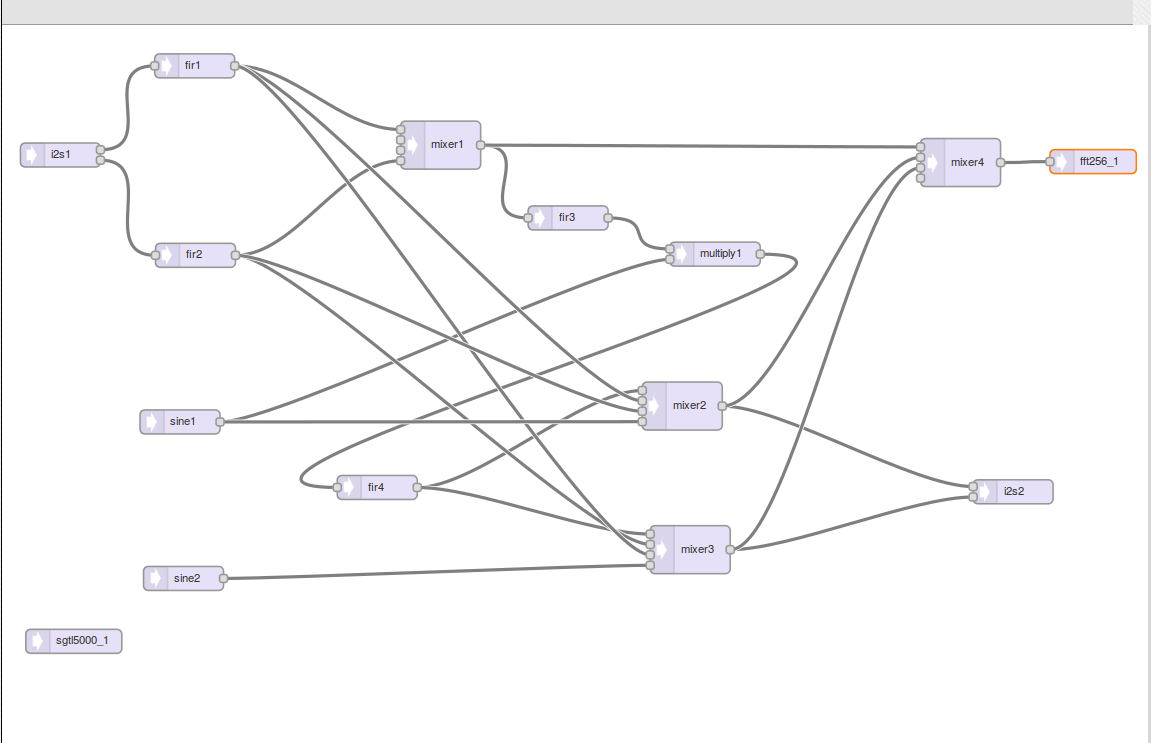 fir1
mixer1
i2s1
mixer4
fft256_1
fir3
fir2
multiply1
mixer2
sine1
fir4
i2s2
mixer3
sine2
sgtl5000_1